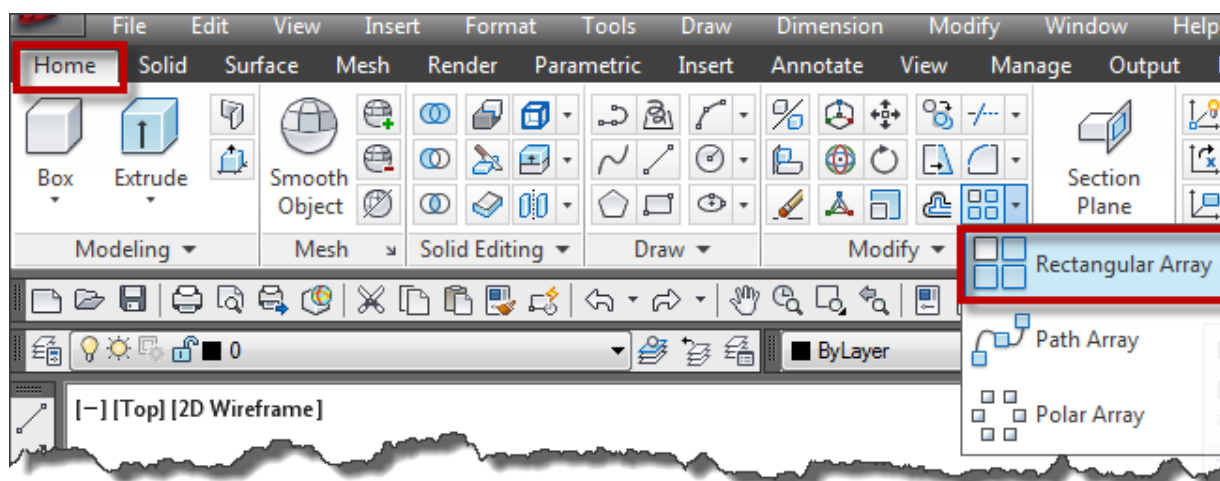 File Edit View Insert Format Tools Draw Dimension Modify Window Help
Home Solid Surface Mesh Render Parametric Insert Annotate View Manage Output
Box Extrude Smooth Object Section Plane
Modeling Mesh Solid Editing Draw Modify
Rectangular Array
0 ByLayer
Path Array
[−] [Top] [2D Wireframe]
Polar Array